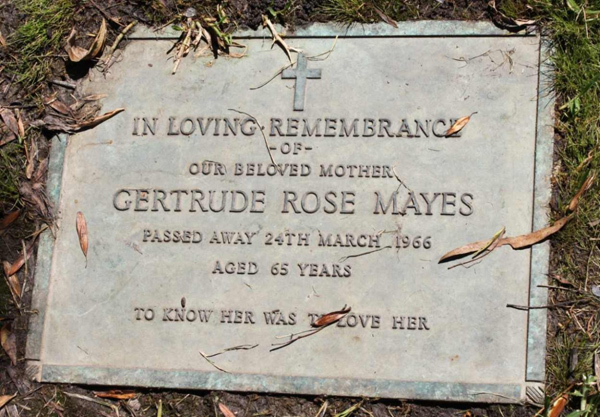 IN LOVING REMEMBRANCE
-OF-
OUR BELOVED MOTHER
GERTRUDE ROSE MAYES
PASSED AWAY 24TH MARCH 1966
AGED 65 YEARS
TO KNOW HER WAS TO LOVE HER